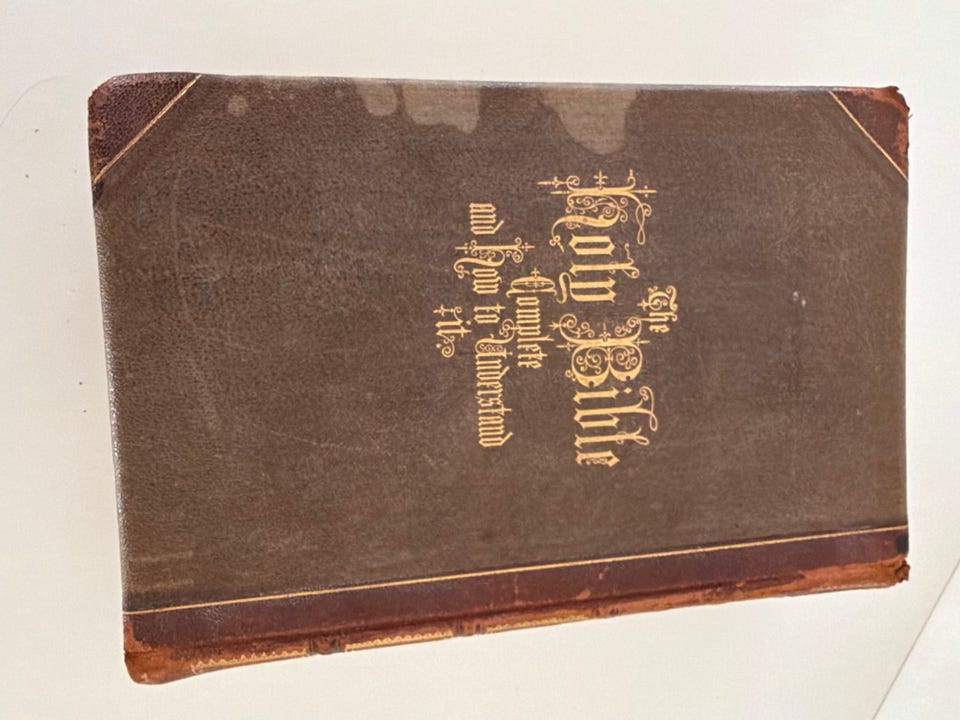 The
Holy Bible
Complete
and How to Understand
it.